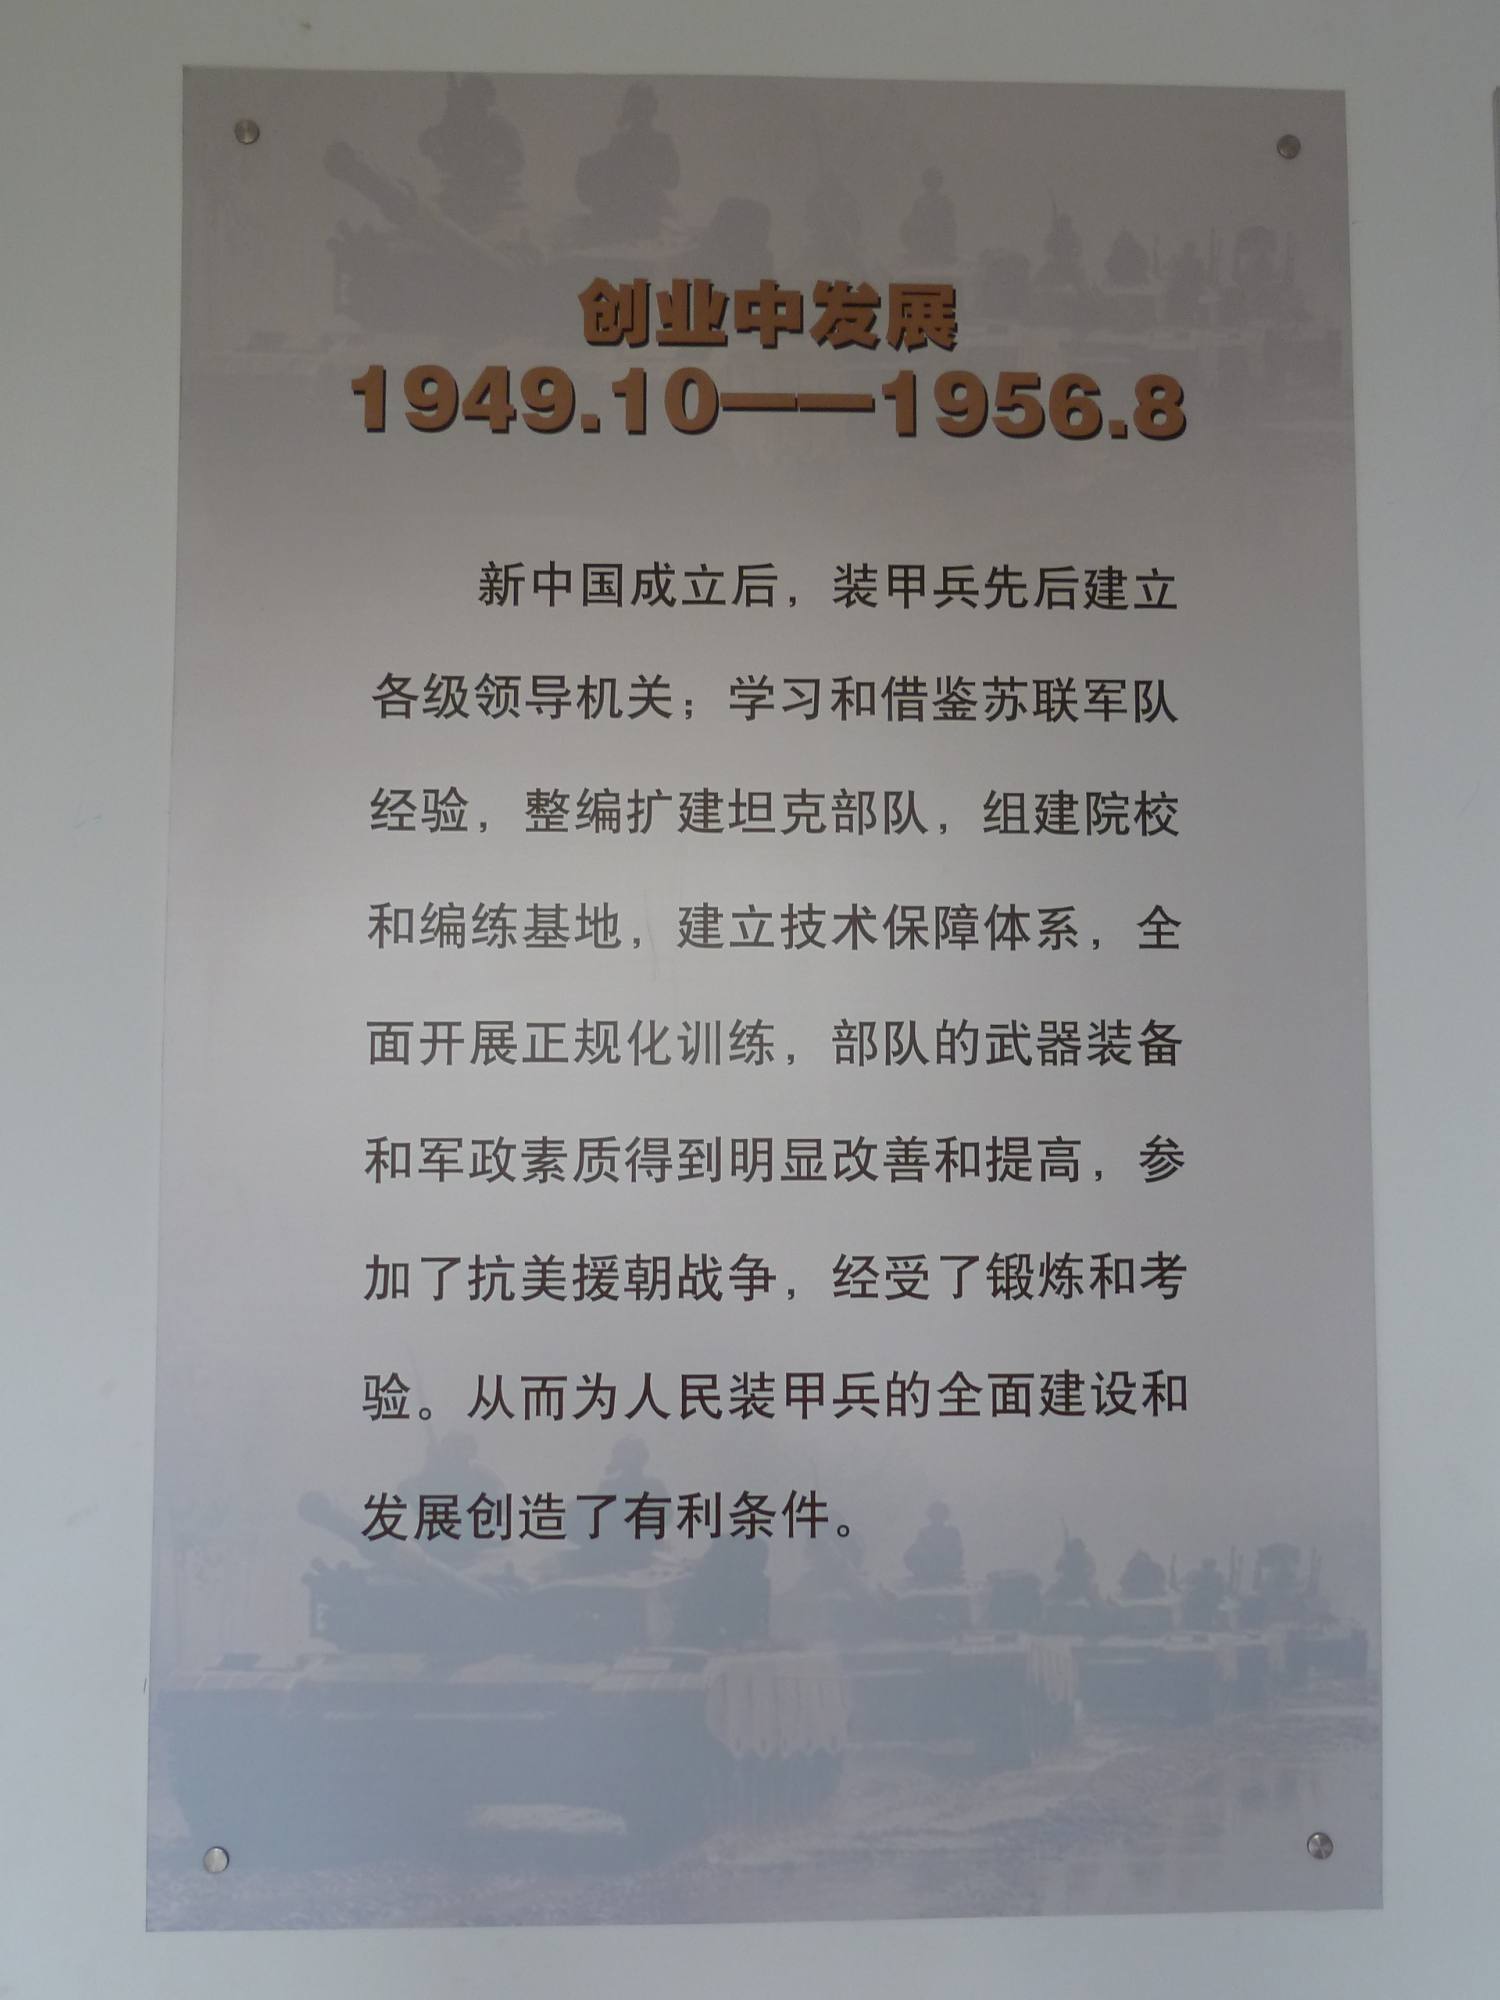 创业中发展
1949.10——1956.8
新中国成立后，装甲兵先后建立
各级领导机关；学习和借鉴苏联军队
经验，整编扩建坦克部队，组建院校
和编练基地，建立技术保障体系，全
面开展正规化训练，部队的武器装备
和军政素质得到明显改善和提高，参
加了抗美援朝战争，经受了锻炼和考
验。从而为人民装甲兵的全面建设和
发展创造了有利条件。